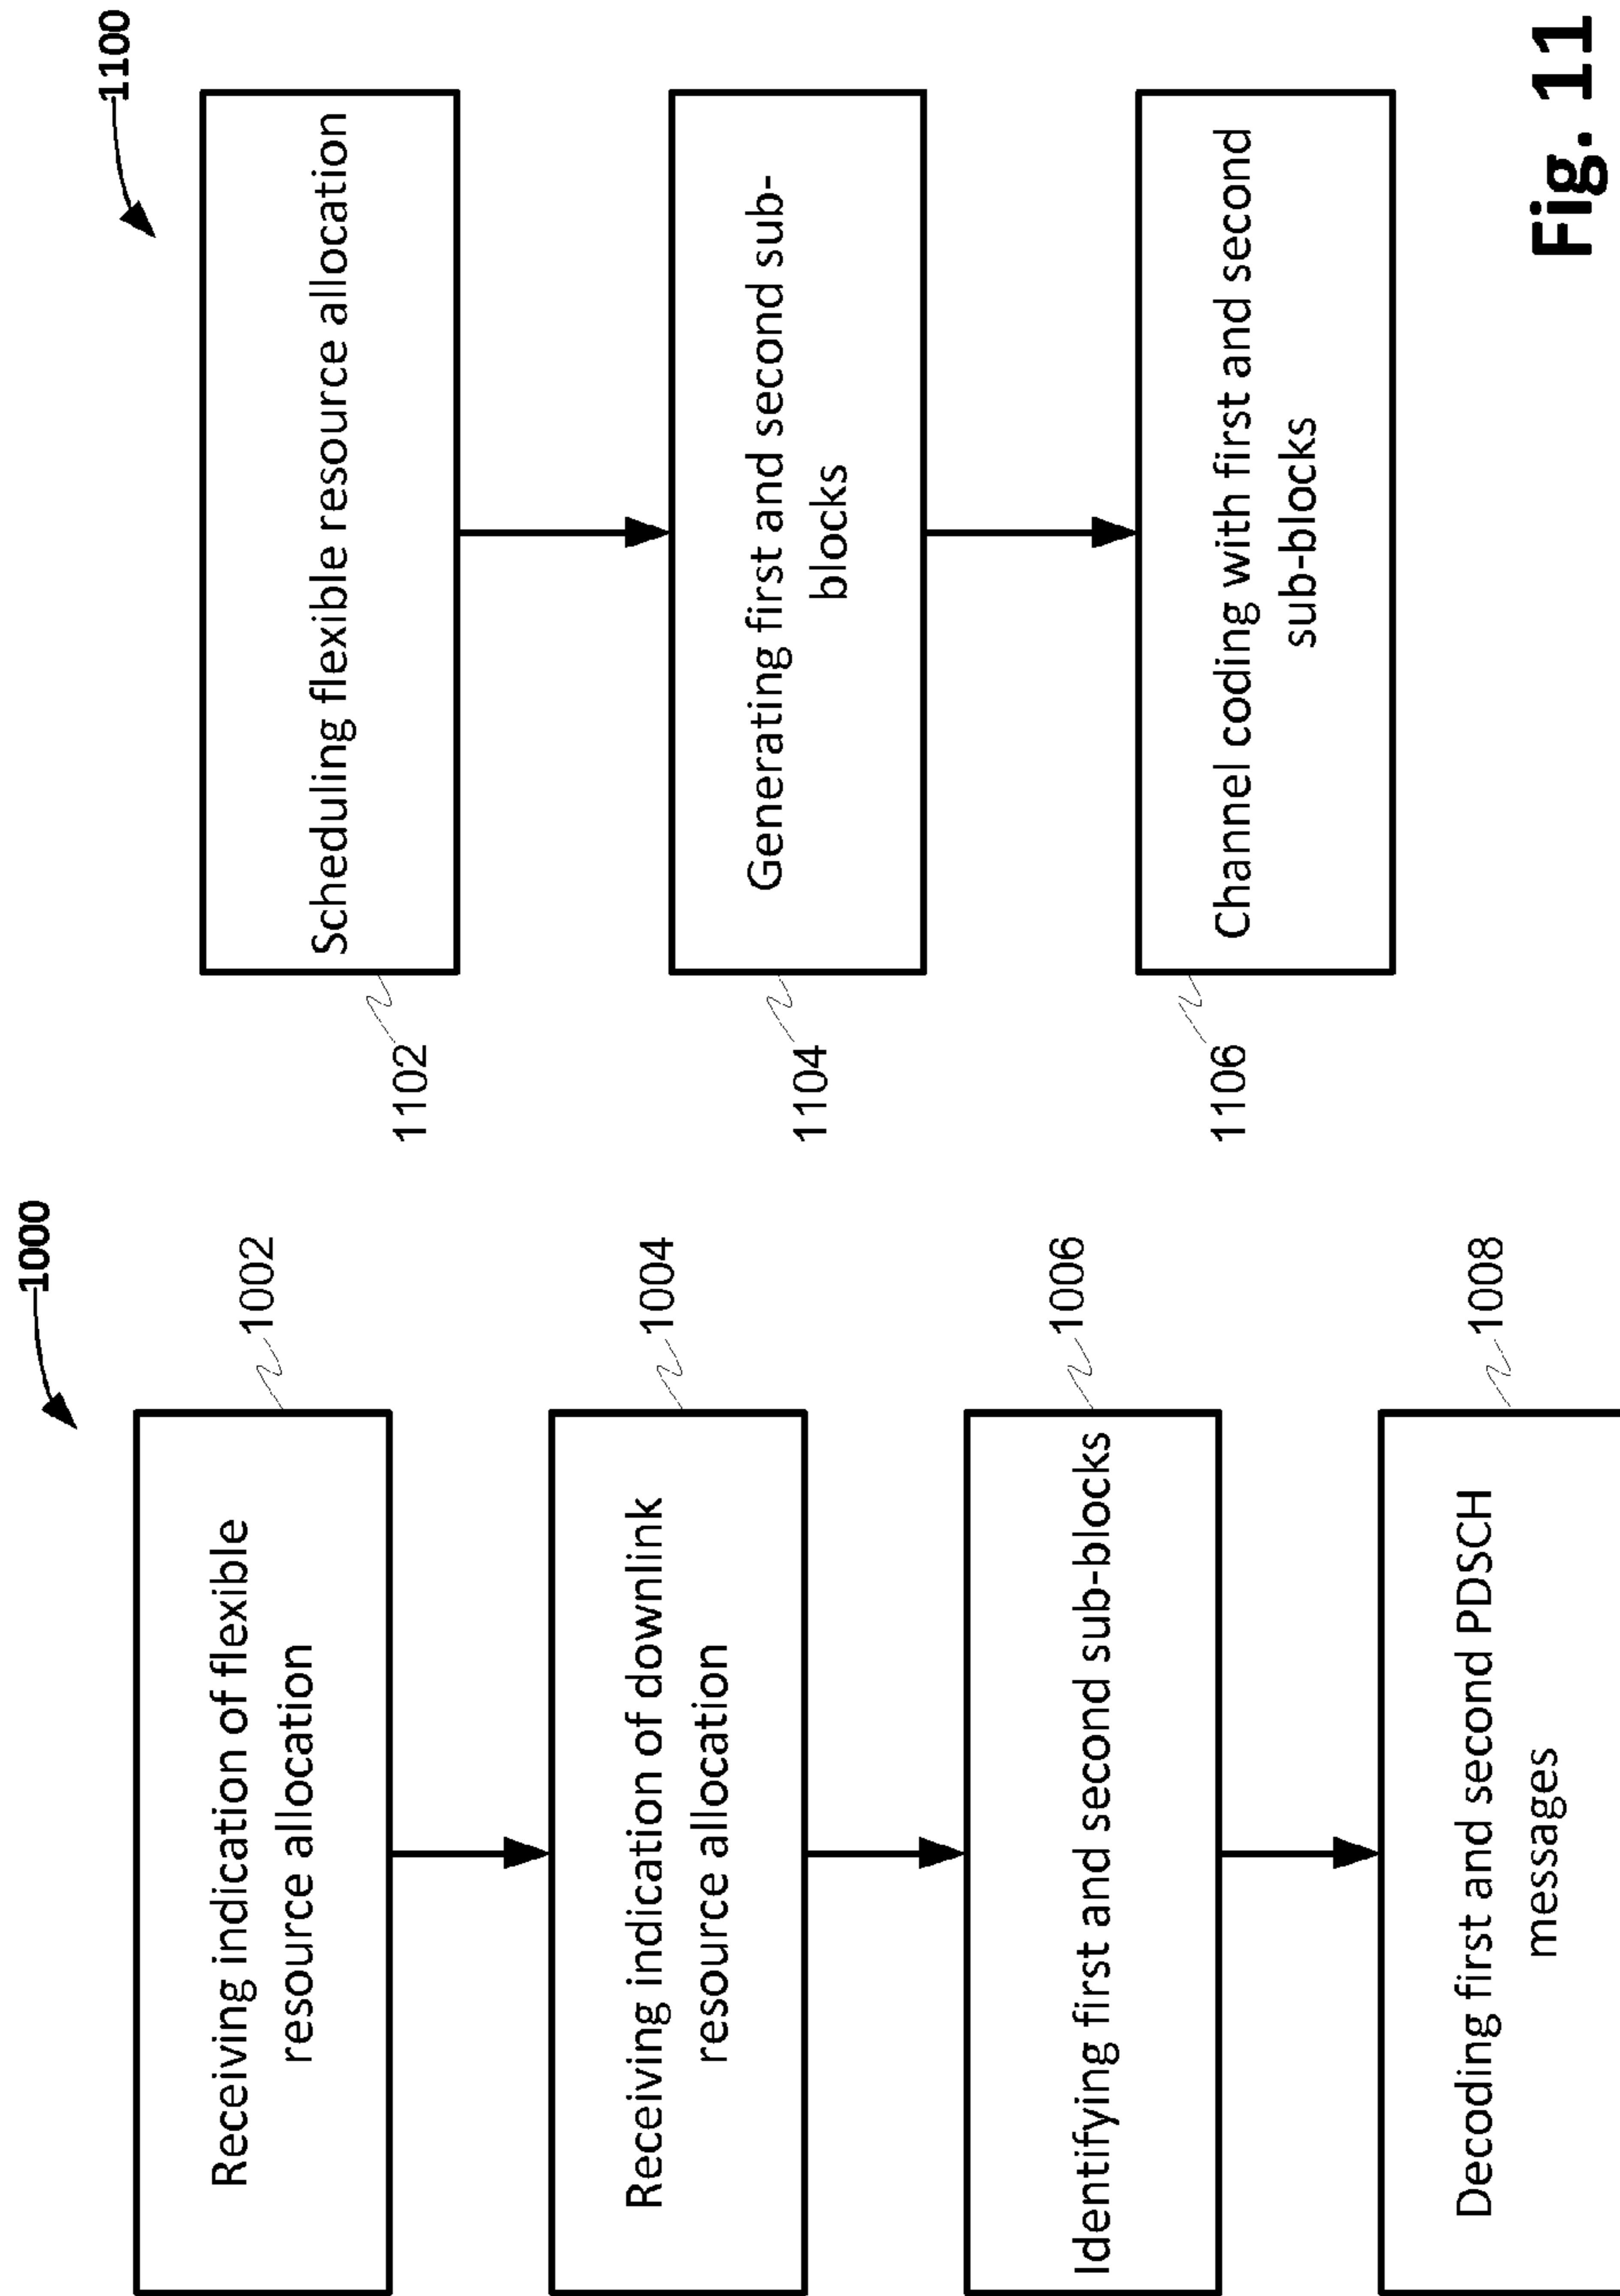 1000
Receiving indication of flexible
resource allocation
1002
Receiving indication of downlink
resource allocation
1004
Identifying first and second sub-blocks
1006
Decoding first and second PDSCH
messages
1008
1100
Scheduling flexible resource allocation
1102
Generating first and second sub-
blocks
1104
Channel coding with first and second
sub-blocks
1106
Fig. 11